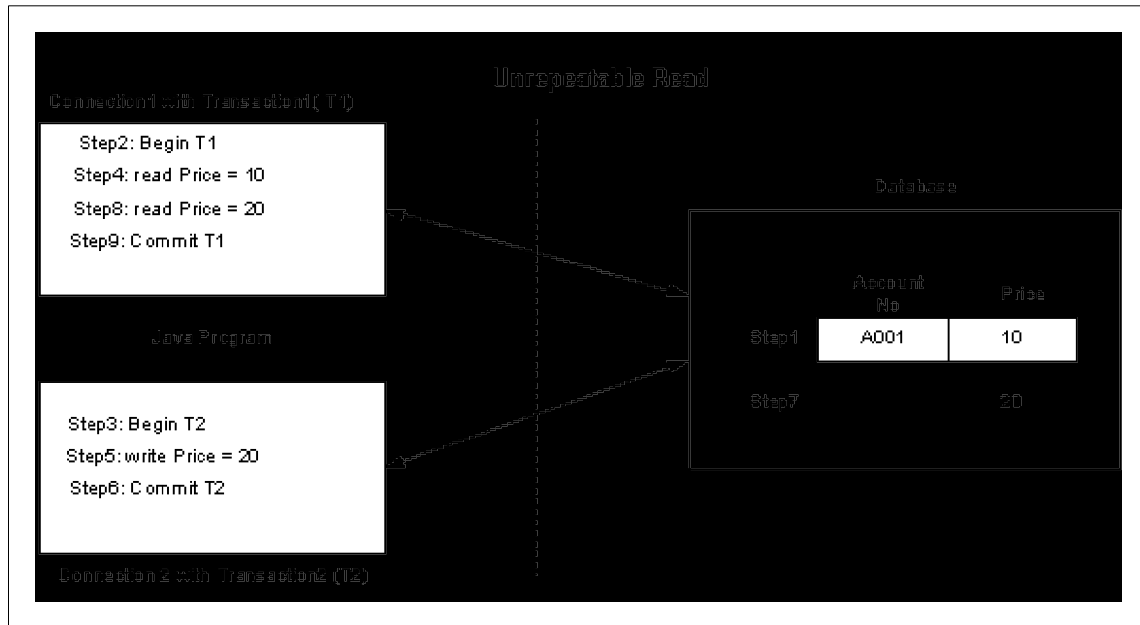 Unrepeatable Read
Connection1 with Transaction1( T1)
Step2: Begin T1
Step4: read Price = 10
Step8: read Price = 20
Step9: Commit T1
Java Program
Step3: Begin T2
Step5: write Price = 20
Step6: Commit T2
Connection 2 with Transaction2 (T2)
Database
Account
No
Price
Step1
A001
10
Step7
20